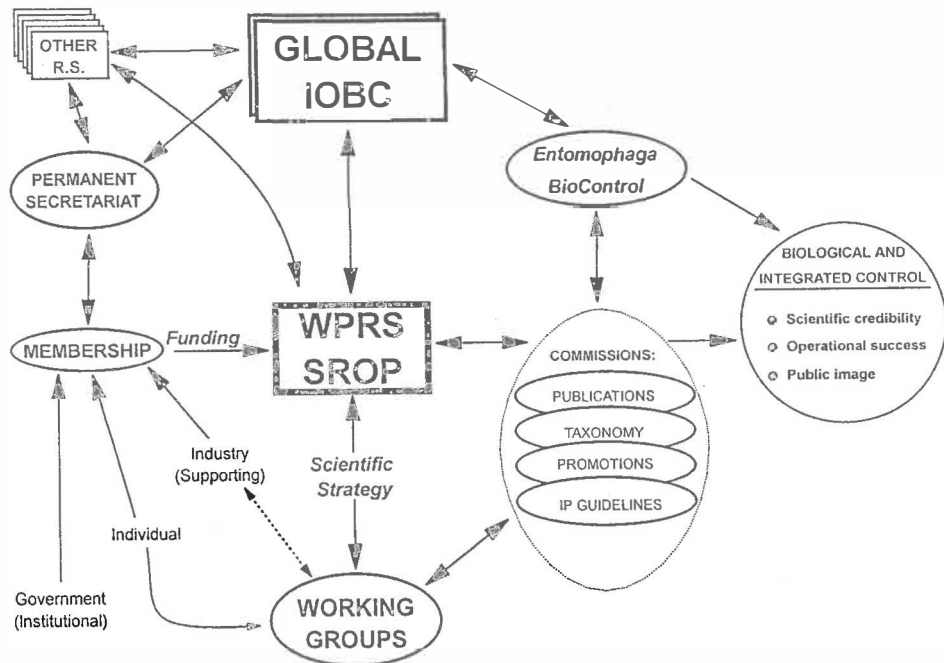 OTHER
R.S.
GLOBAL
iOBC
Entomophaga
BioControl
PERMANENT
SECRETARIAT
BIOLOGICAL AND
INTEGRATED CONTROL
Scientific credibility
Operational success
Public image
MEMBERSHIP
Funding
WPRS
SROP
COMMISSIONS:
PUBLICATIONS
TAXONOMY
PROMOTIONS
IP GUIDELINES
Industry
(Supporting)
Scientific
Strategy
Individual
Government
(Institutional)
WORKING
GROUPS